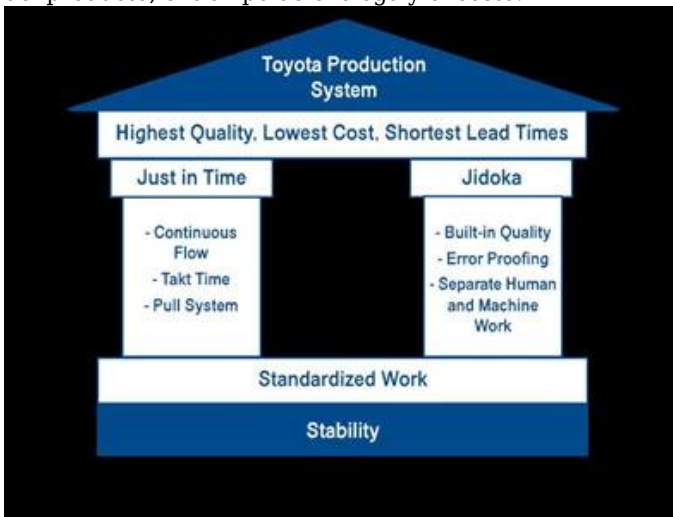 Toyota Production
System
Highest Quality, Lowest Cost, Shortest Lead Times
Just in Time
Jidoka
- Continuous
Flow
- Takt Time
- Pull System
- Built-in Quality
- Error Proofing
- Separate Human
and Machine
Work
Standardized Work
Stability